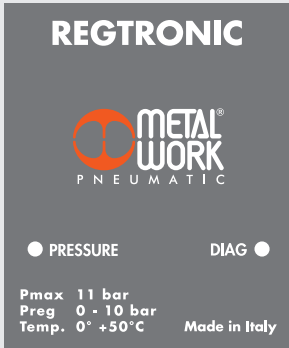 REGTRONIC
METAL®
WORK
PNEUMATIC
PRESSURE DIAG
Pmax 11 bar
Preg 0 - 10 bar
Temp. 0° +50°C Made in Italy